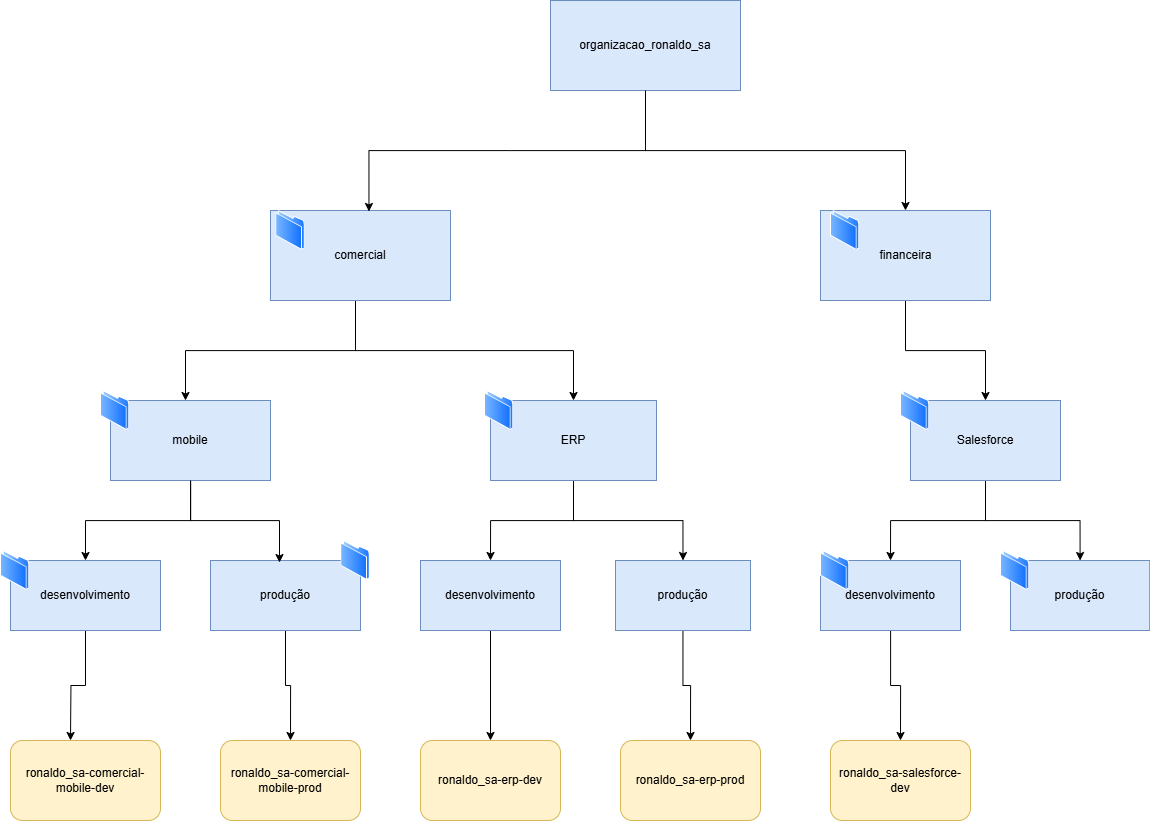 organizacao_ronaldo_sa
comercial
financeira
mobile
ERP
Salesforce
desenvolvimento
produção
desenvolvimento
produção
desenvolvimento
produção
ronaldo_sa-comercial-
mobile-dev
ronaldo_sa-comercial-
mobile-prod
ronaldo_sa-erp-dev
ronaldo_sa-erp-prod
ronaldo_sa-salesforce-
dev